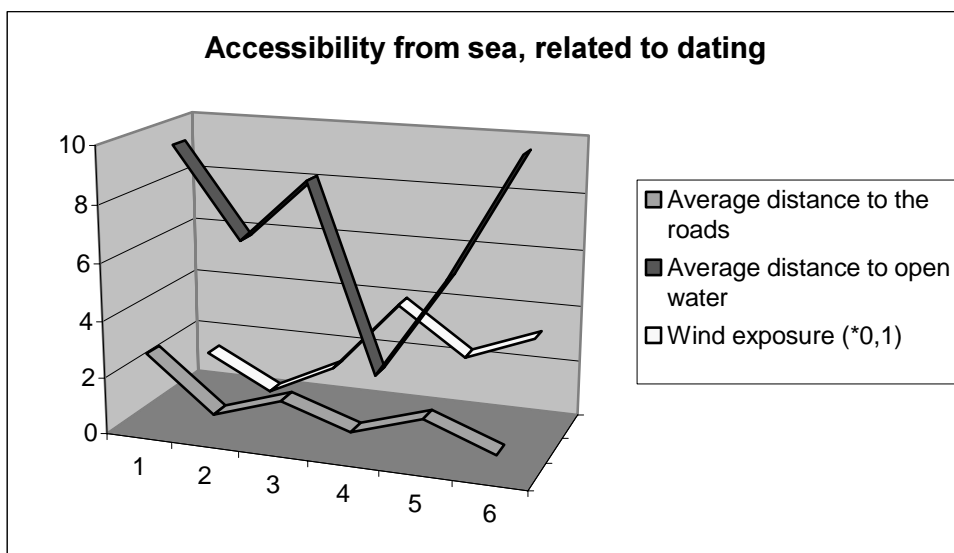 Accessibility from sea, related to dating
10
8
6
4
2
0
1
2
3
4
5
6
Average distance to the
roads
Average distance to open
water
Wind exposure (*0,1)